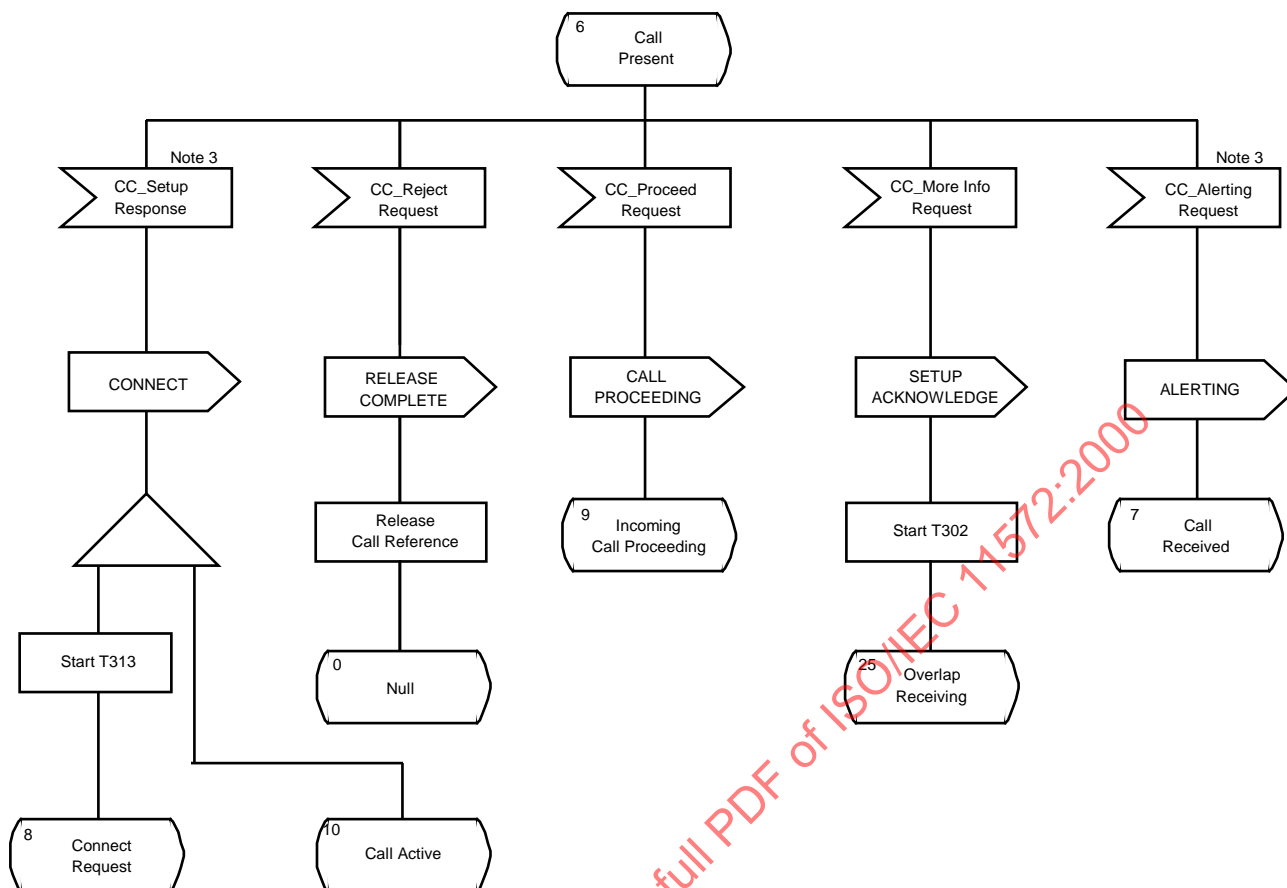 6
Call
Present
Note 3
Note 3
CC_Setup
Response
CC_Reject
Request
CC_Proceed
Request
CC_More Info
Request
CC_Alerting
Request
CONNECT
RELEASE
COMPLETE
CALL
PROCEEDING
SETUP
ACKNOWLEDGE
ALERTING
Release
Call Reference
9
Incoming
Call Proceeding
Start T302
7
Call
Received
Start T313
0
Null
25
Overlap
Receiving
8
Connect
Request
10
Call Active
full PDF of ISO/IEC 11572:2000